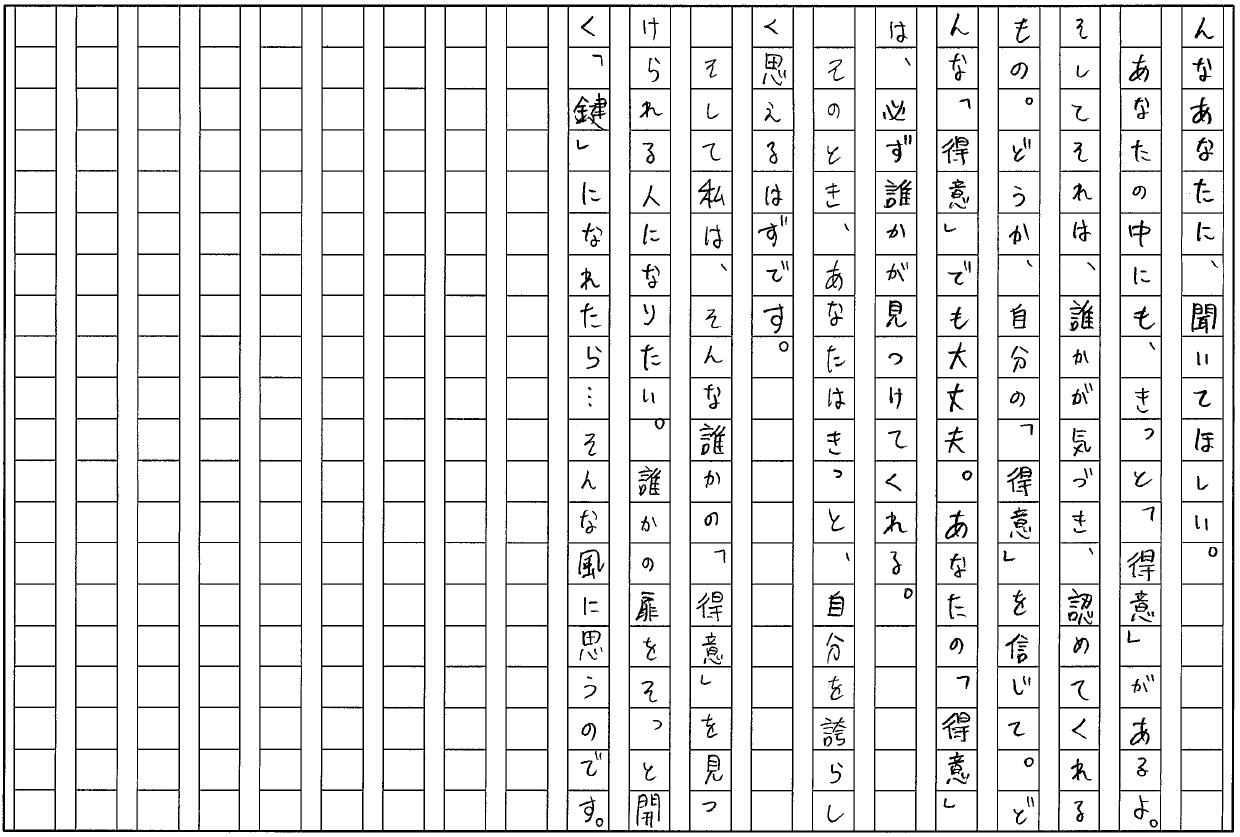 んなあなたに、聞いてほしい。
　あなたの中にも、きっと「得意」があるよ。
そしてそれは、誰かが気づき、認めてくれる
もの。どうか、自分の「得意」を信じて。ど
んな「得意」でも大丈夫。あなたの「得意」
は、必ず誰かが見つけてくれる。
　そのとき、あなたはきっと、自分を誇らし
く思えるはずです。
　そして私は、そんな誰かの「得意」を見つ
けられる人になりたい。誰かの扉をそっと開
く「鍵」になれたら…そんな風に思うのです。